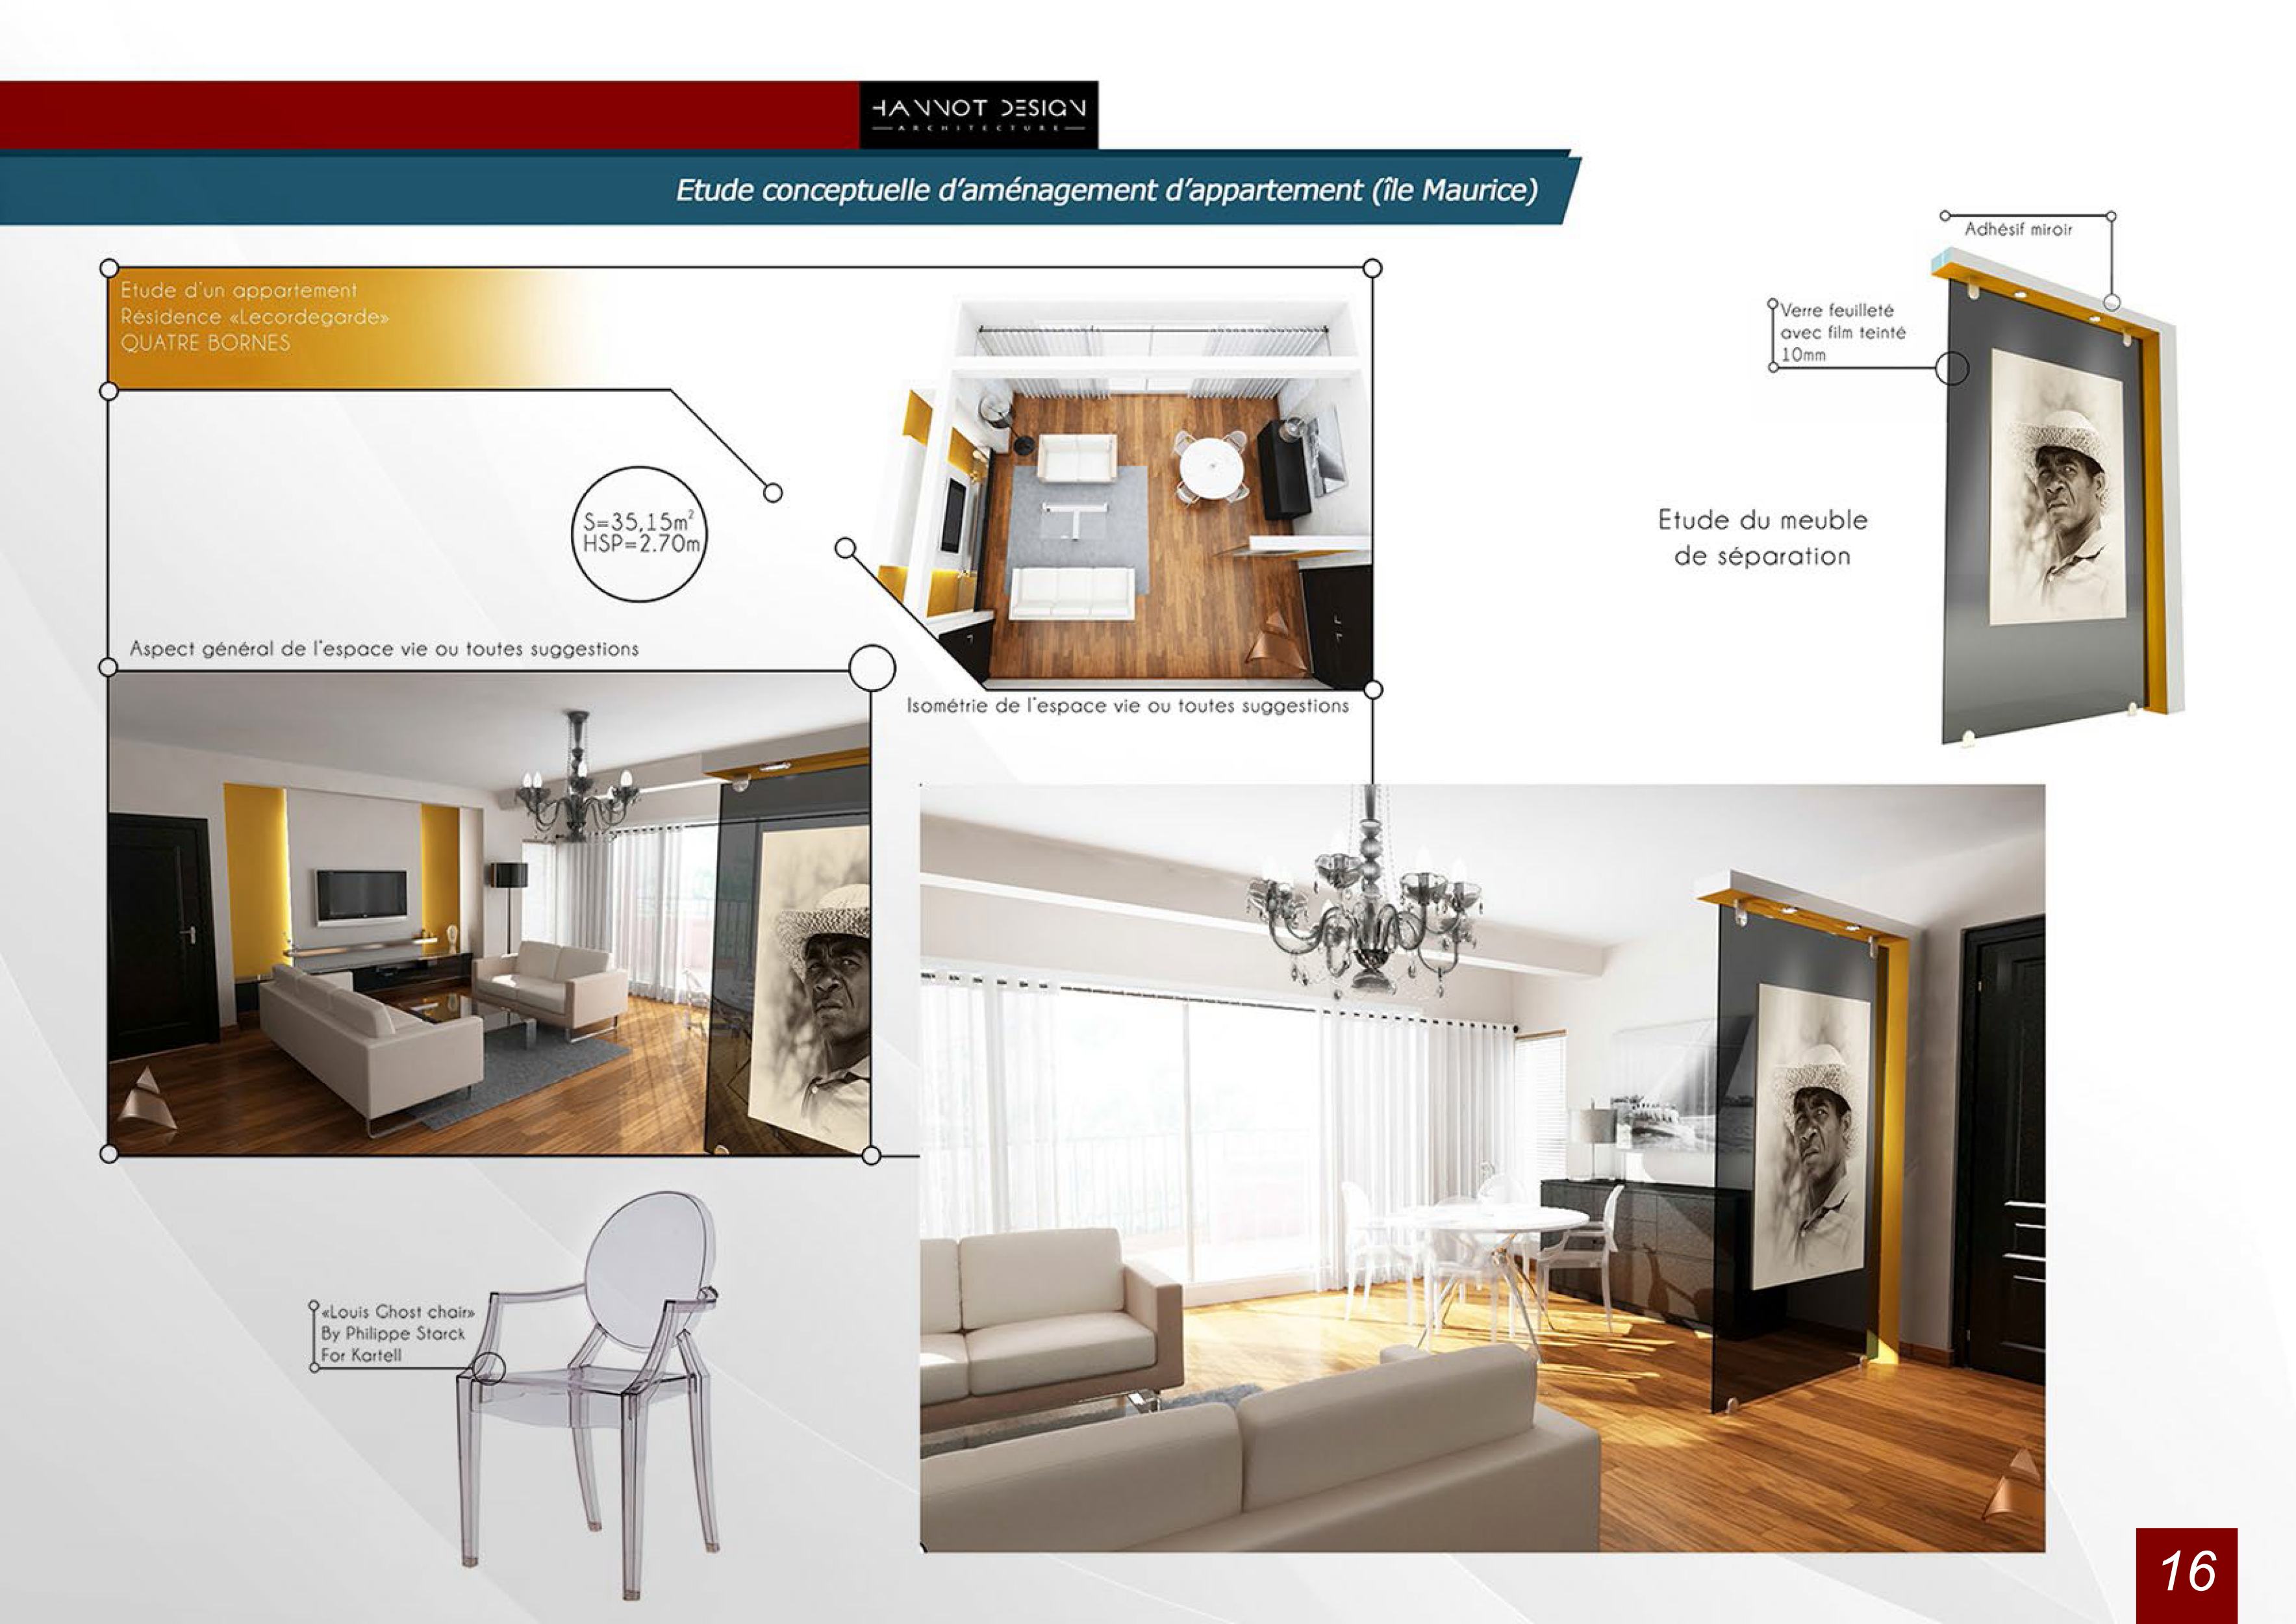 HANNOT DESIGN
ARCHITECTURE
Etude conceptuelle d'aménagement d'appartement (île Maurice)
Etude d'un appartement
Résidence «Lecordegarde»
QUATRE BORNES
S=35,15m²
HSP=2.70m
Adhésif miroir
Verre feuilleté
avec film teinté
10mm
Etude du meuble
de séparation
Aspect général de l'espace vie ou toutes suggestions
Isométrie de l'espace vie ou toutes suggestions
«Louis Ghost chair»
By Philippe Starck
For Kartell
16